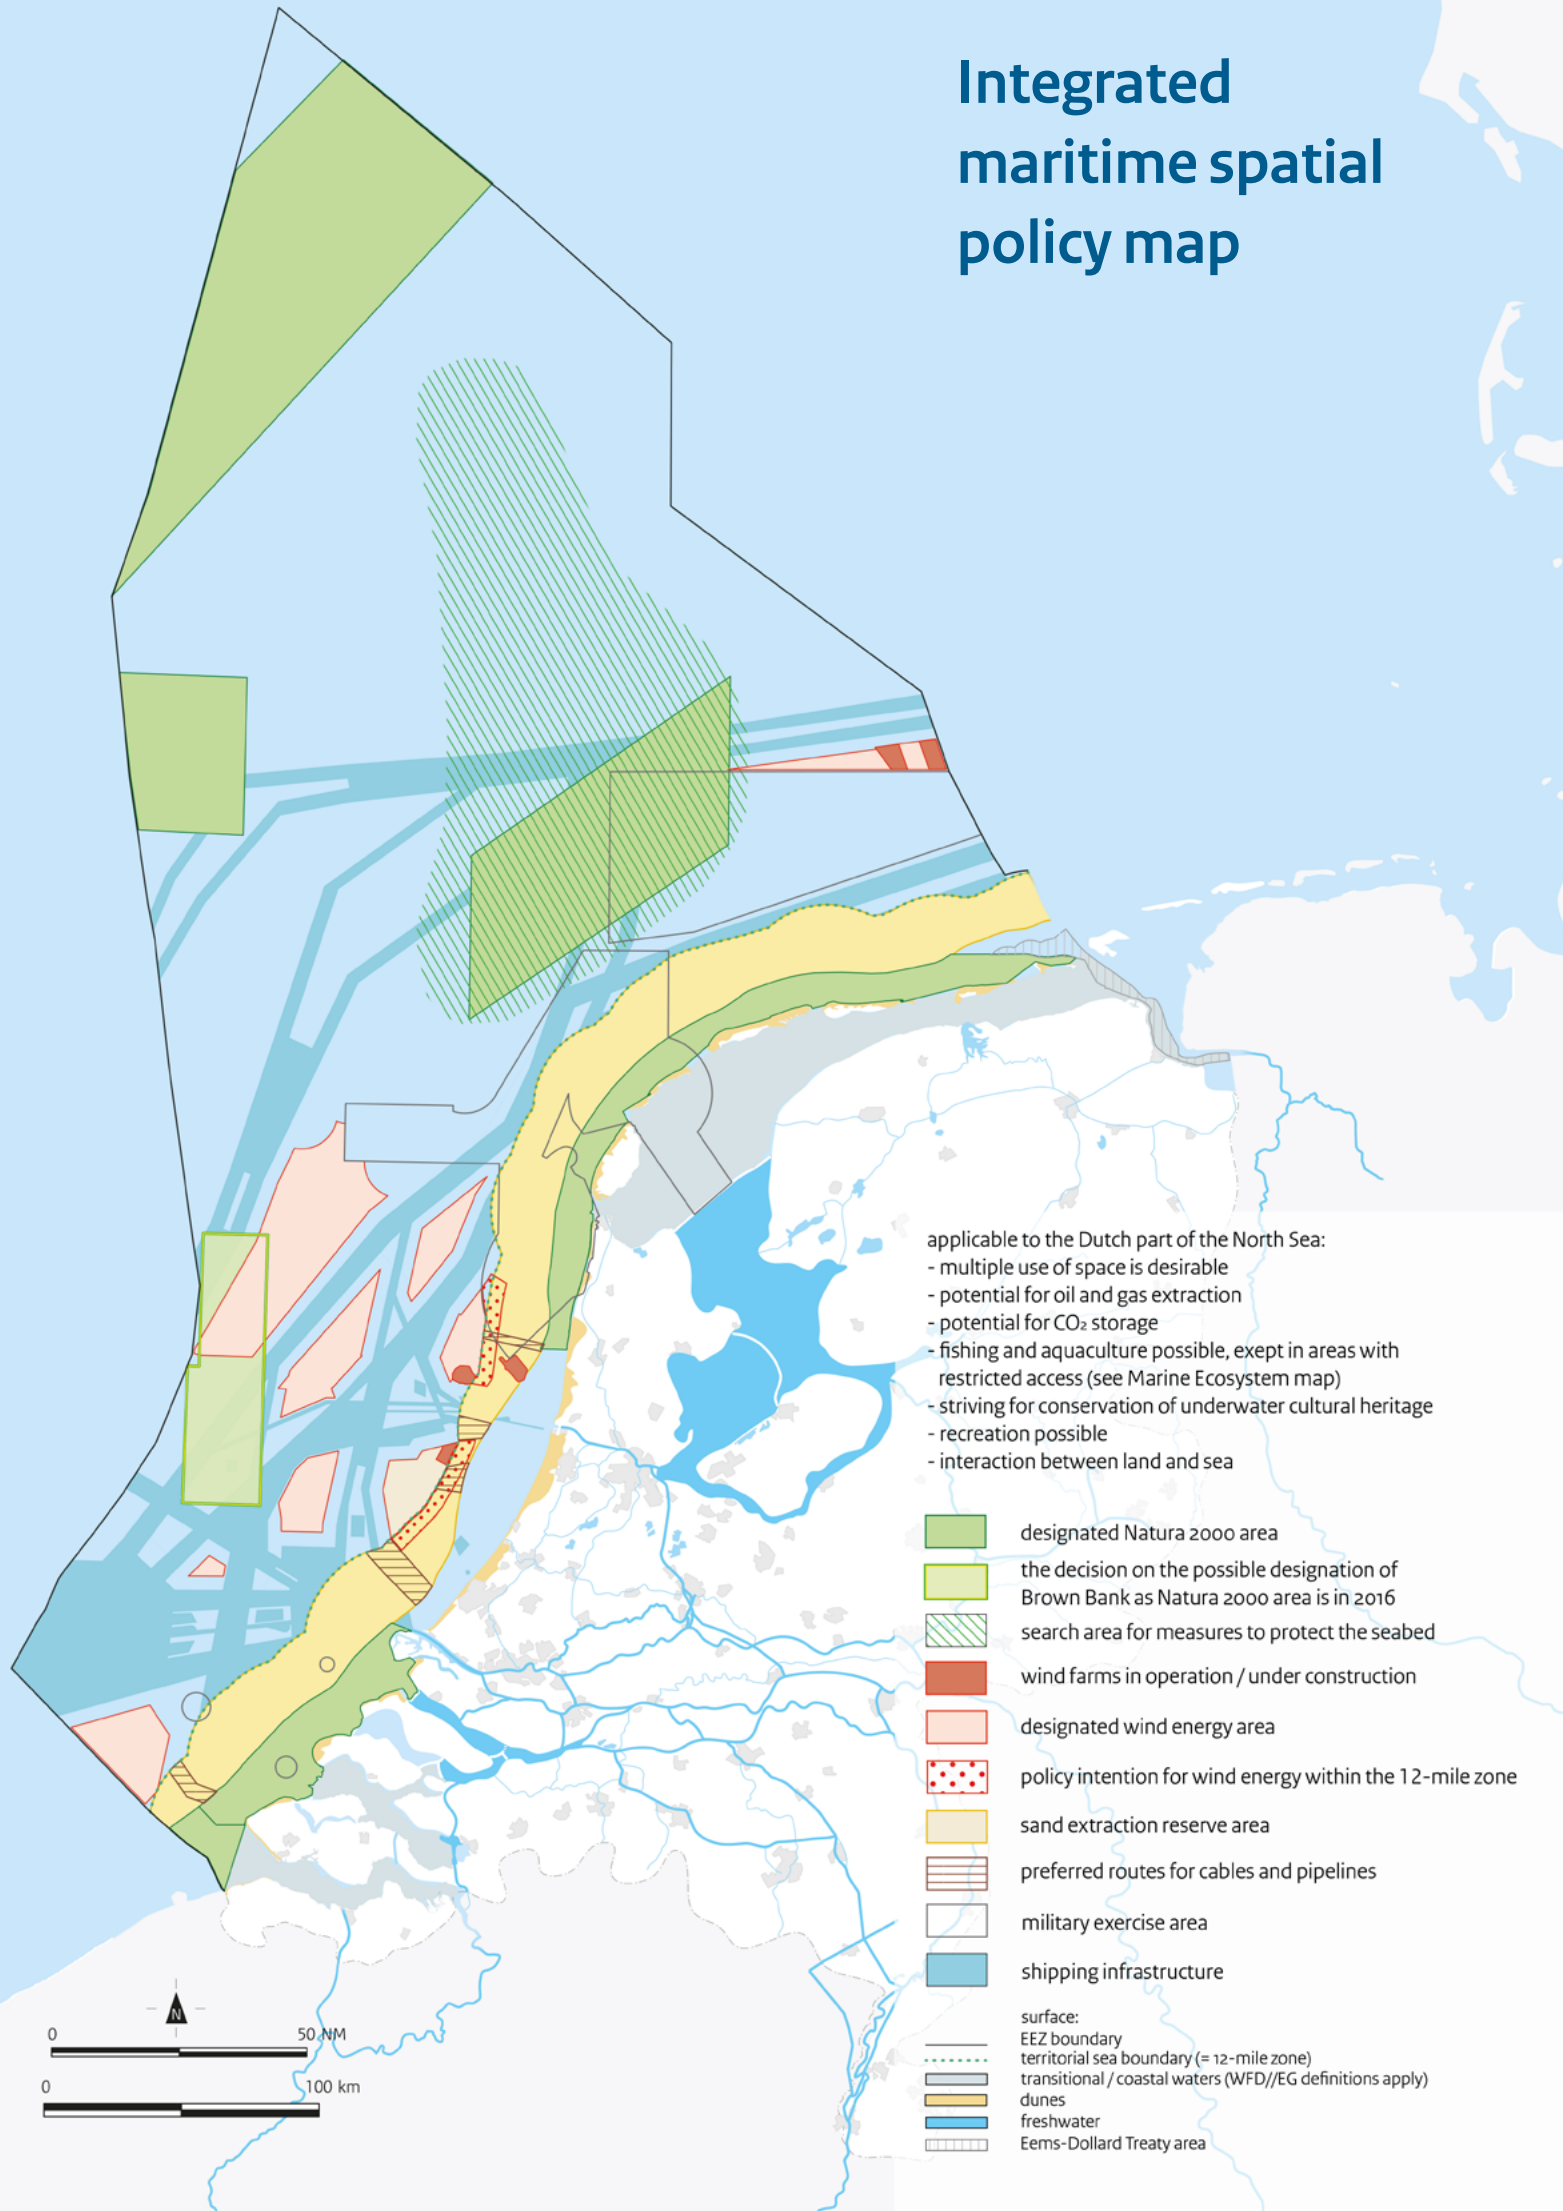 Integrated
maritime spatial
policy map
applicable to the Dutch part of the North Sea:
- multiple use of space is desirable
- potential for oil and gas extraction
- potential for CO₂ storage
- fishing and aquaculture possible, exept in areas with
restricted access (see Marine Ecosystem map)
- striving for conservation of underwater cultural heritage
- recreation possible
- interaction between land and sea
designated Natura 2000 area
the decision on the possible designation of
Brown Bank as Natura 2000 area is in 2016
search area for measures to protect the seabed
wind farms in operation / under construction
designated wind energy area
policy intention for wind energy within the 12-mile zone
sand extraction reserve area
preferred routes for cables and pipelines
military exercise area
shipping infrastructure
surface:
EEZ boundary
territorial sea boundary (= 12-mile zone)
transitional / coastal waters (WFD//EG definitions apply)
dunes
freshwater
Eems-Dollard Treaty area
N
0 50 NM
0 100 km